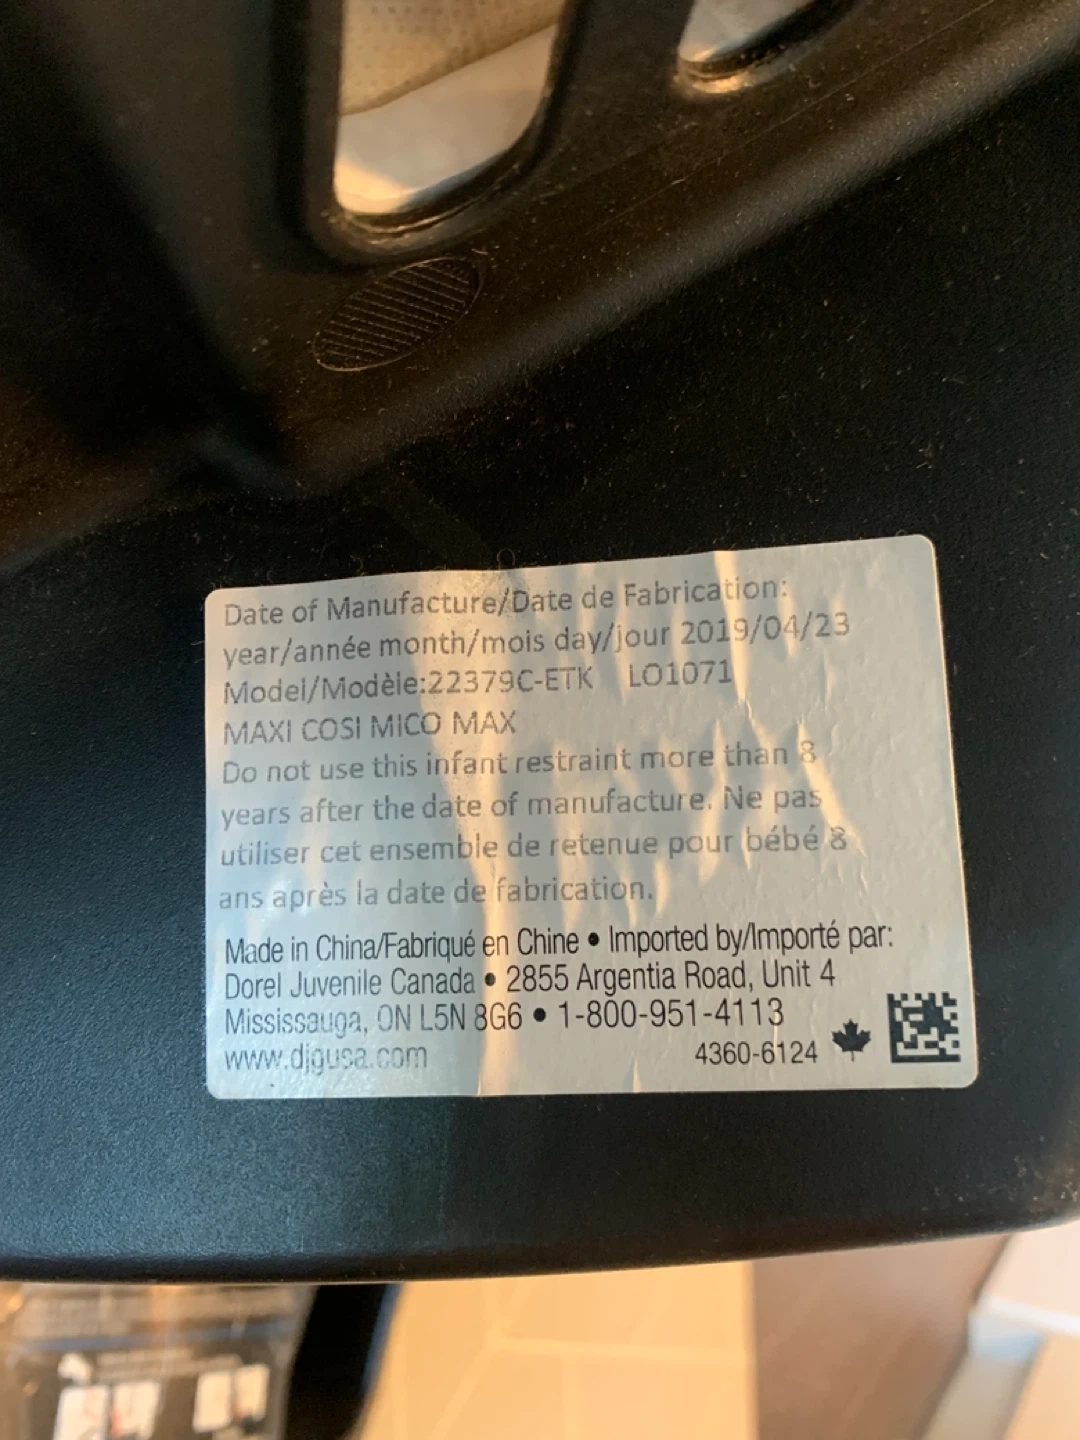 Date of Manufacture/Date de Fabrication:
year/année month/mois day/jour 2019/04/23
Model/Modèle:22379C-ETK LO1071
MAXI COSI MICO MAX
Do not use this infant restraint more than 8
years after the date of manufacture. Ne pas
utiliser cet ensemble de retenue pour bébé 8
ans après la date de fabrication.
Made in China/Fabriqué en Chine • Imported by/Importé par:
Dorel Juvenile Canada • 2855 Argentia Road, Unit 4
Mississauga, ON L5N 8G6 • 1-800-951-4113
www.djgusa.com 4360-6124